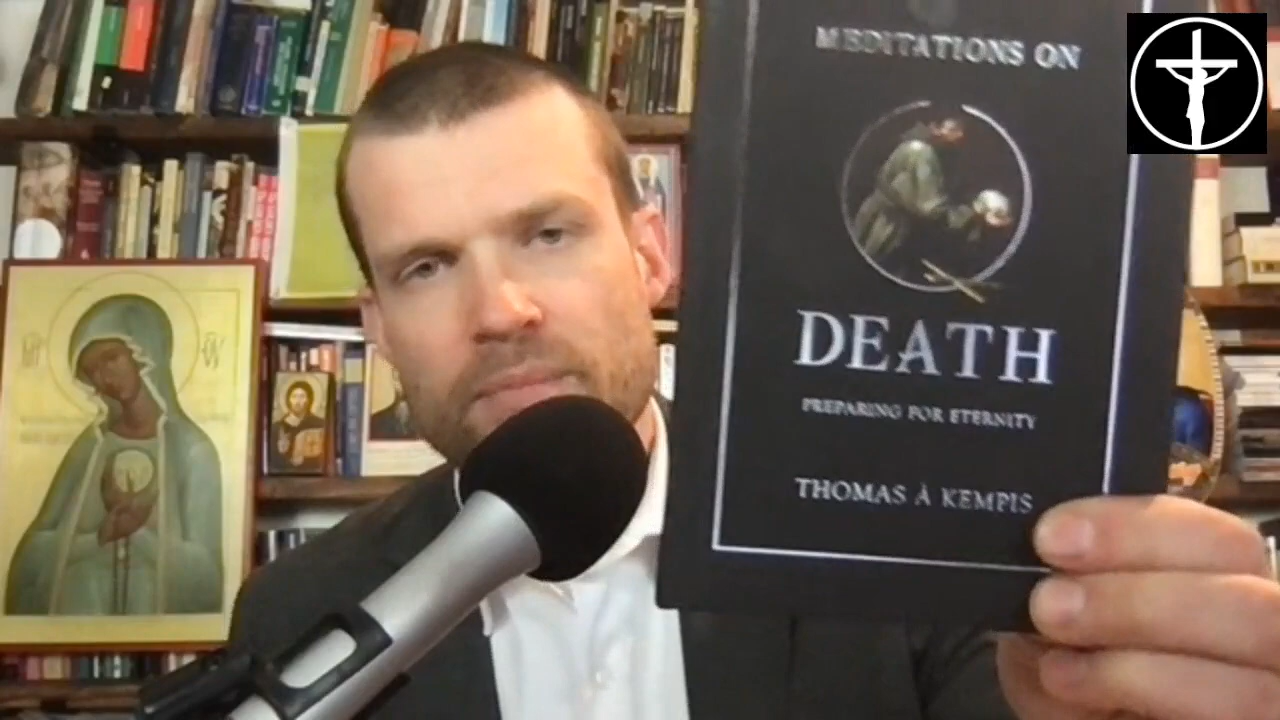 MEDITATIONS ON
DEATH
PREPARING FOR ETERNITY
THOMAS À KEMPIS